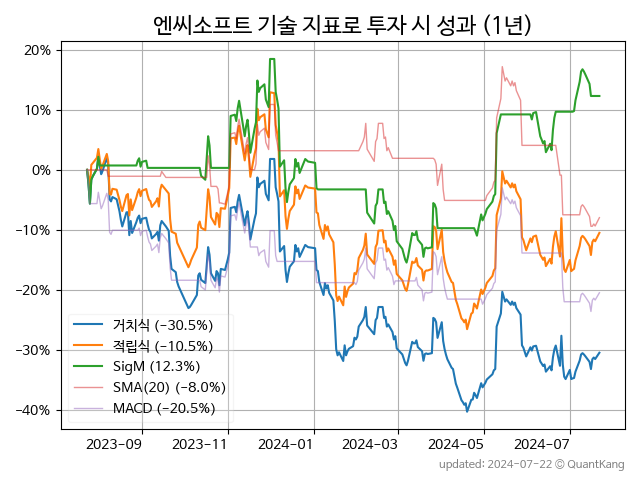 엔씨소프트 기술 지표로 투자 시 성과 (1년)
20%
10%
0%
−10%
−20%
−30%
−40%
거치식 (−30.5%)
적립식 (−10.5%)
SigM (12.3%)
SMA(20) (−8.0%)
MACD (−20.5%)
2023-09 2023-11 2024-01 2024-03 2024-05 2024-07
updated: 2024-07-22 © QuantKang